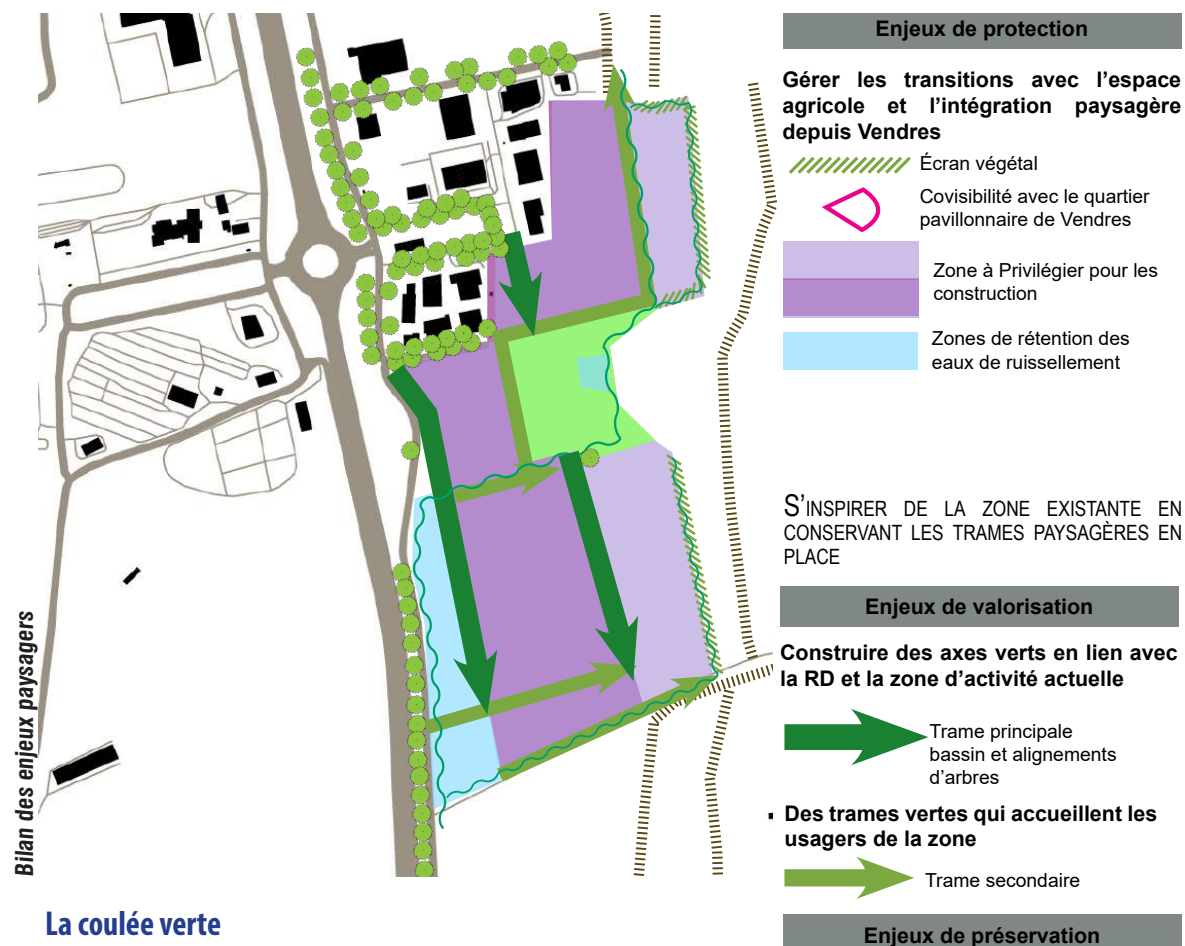 Enjeux de protection
Gérer les transitions avec l'espace
agricole et l'intégration paysagère
depuis Vendres
Écran végétal
Covisibilité avec le quartier
pavillonnaire de Vendres
Zone à Privilégier pour les
construction
Zones de rétention des
eaux de ruissellement
S'INSPIRER DE LA ZONE EXISTANTE EN
CONSERVANT LES TRAMES PAYSAGÈRES EN
PLACE
Enjeux de valorisation
Construire des axes verts en lien avec
la RD et la zone d'activité actuelle
Trame principale
bassin et alignements
d'arbres
Des trames vertes qui accueillent les
usagers de la zone
Trame secondaire
Enjeux de préservation
Bilan des enjeux paysagers
La coulée verte